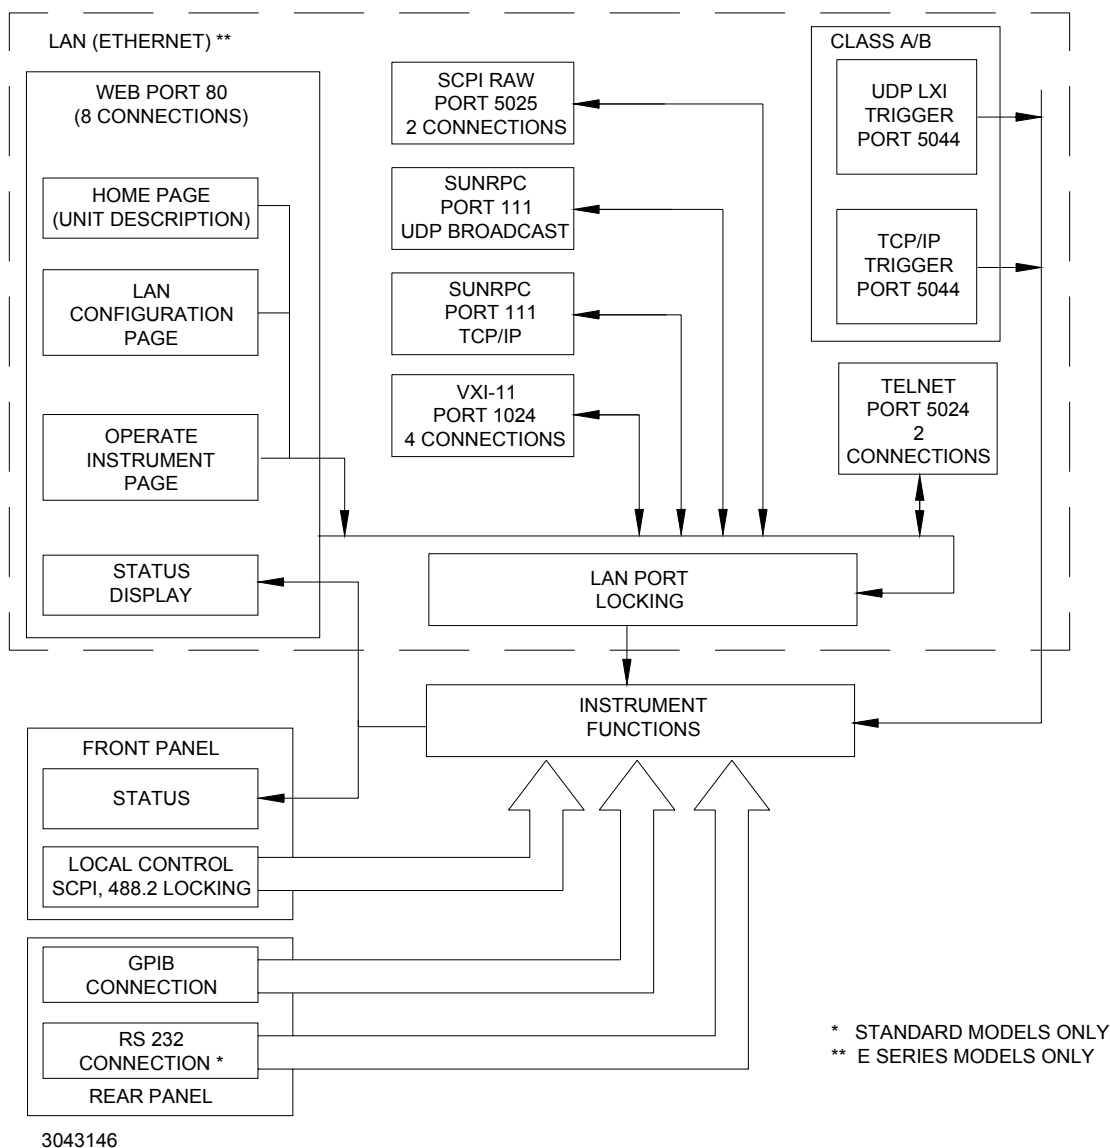 LAN (ETHERNET) **
WEB PORT 80
(8 CONNECTIONS)
HOME PAGE
(UNIT DESCRIPTION)
LAN
CONFIGURATION
PAGE
OPERATE
INSTRUMENT
PAGE
STATUS
DISPLAY
SCPI RAW
PORT 5025
2 CONNECTIONS
SUNRPC
PORT 111
UDP BROADCAST
SUNRPC
PORT 111
TCP/IP
VXI-11
PORT 1024
4 CONNECTIONS
CLASS A/B
UDP LXI
TRIGGER
PORT 5044
TCP/IP
TRIGGER
PORT 5044
TELNET
PORT 5024
2
CONNECTIONS
LAN PORT
LOCKING
INSTRUMENT
FUNCTIONS
FRONT PANEL
STATUS
LOCAL CONTROL
SCPI, 488.2 LOCKING
GPIB
CONNECTION
RS 232
CONNECTION *
REAR PANEL
* STANDARD MODELS ONLY
** E SERIES MODELS ONLY
3043146